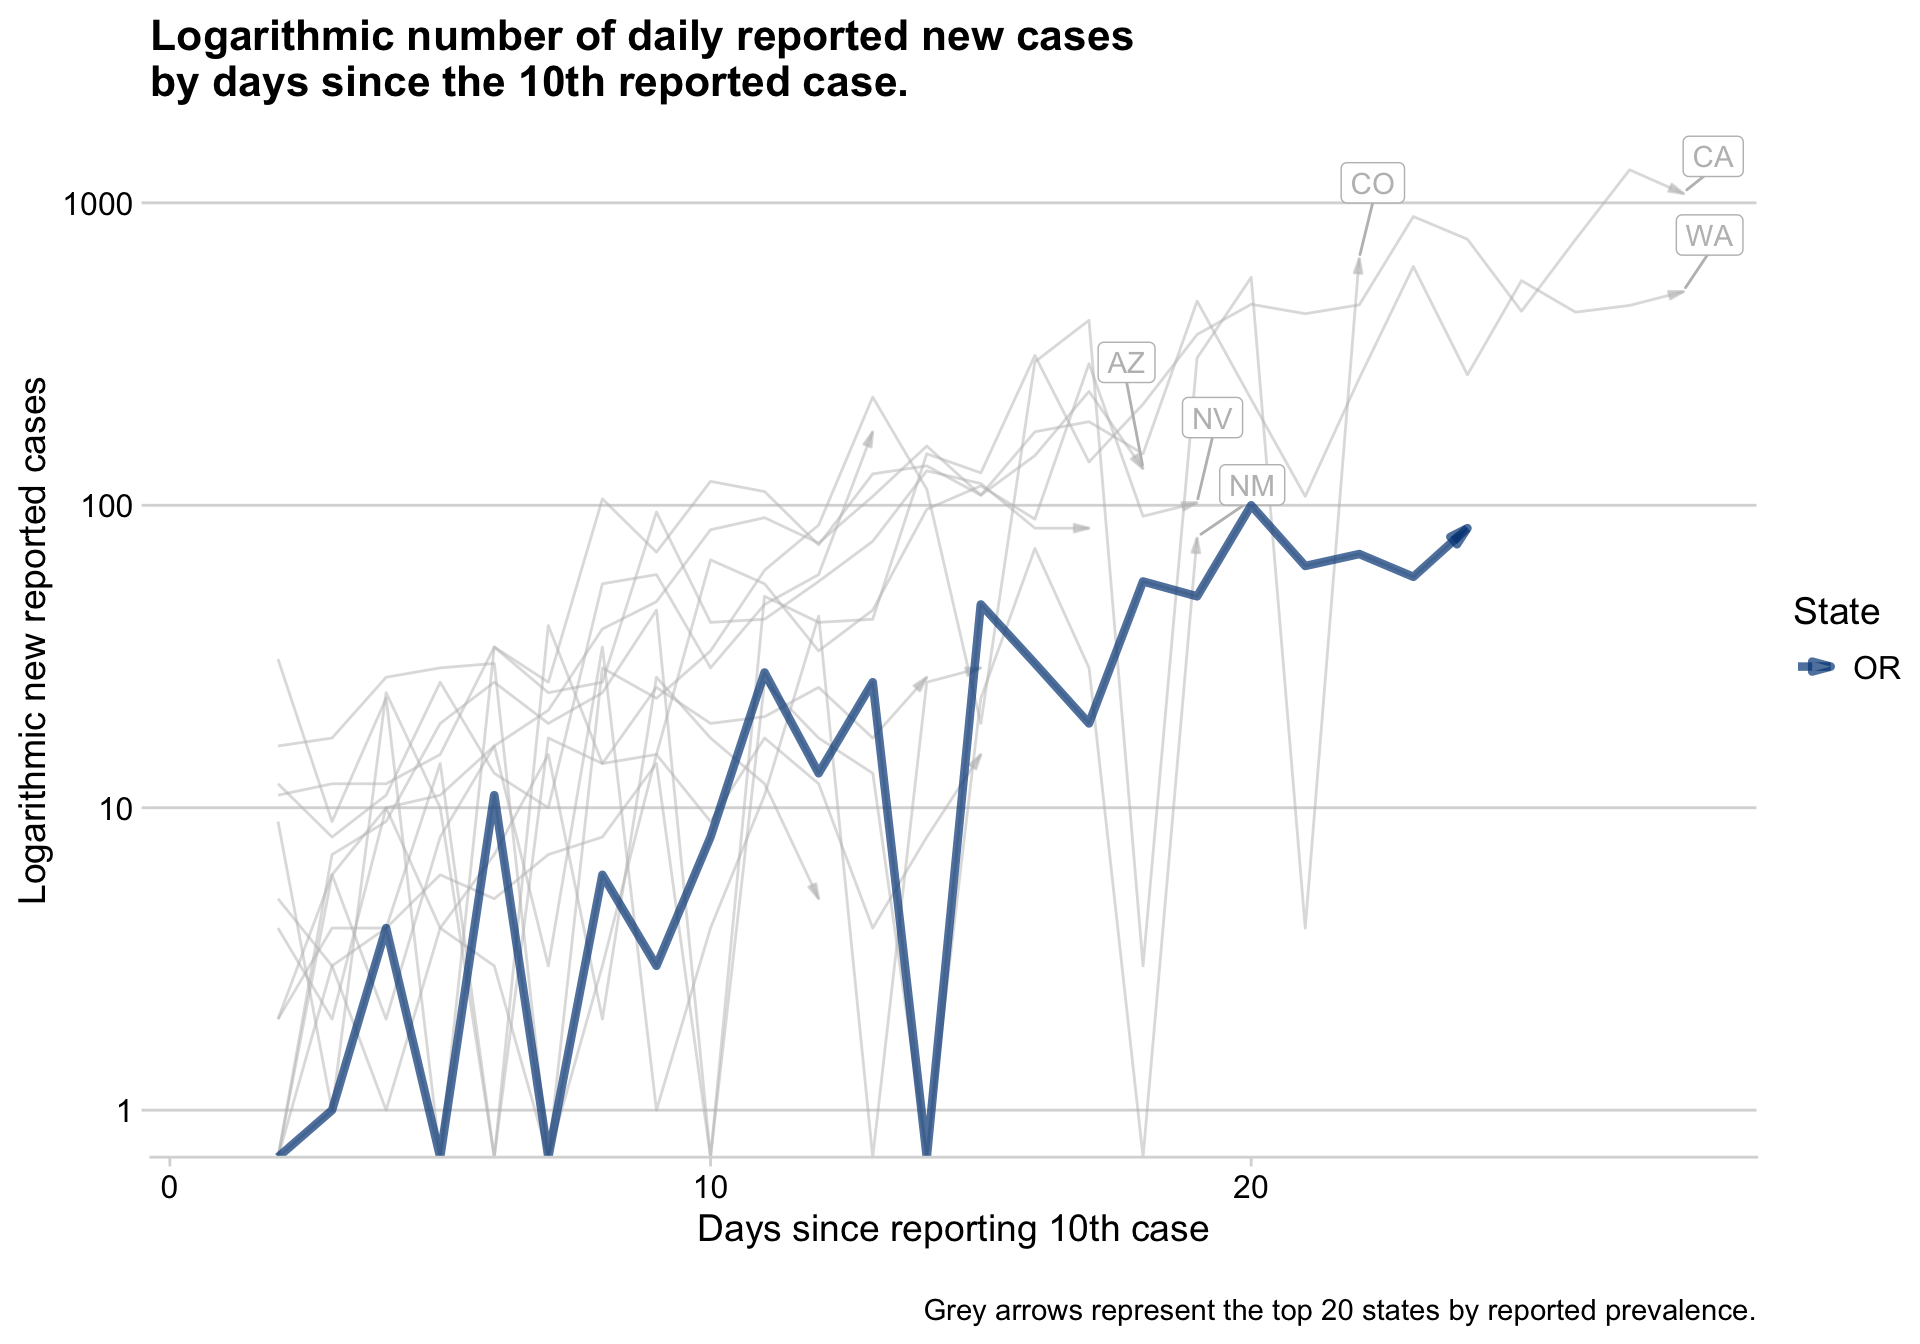 Logarithmic number of daily reported new cases
by days since the 10th reported case.
CA
CO
1000
WA
AZ
NV
NM
100
Logarithmic new reported cases
State
OR
10
1
0 10 20
Days since reporting 10th case
Grey arrows represent the top 20 states by reported prevalence.